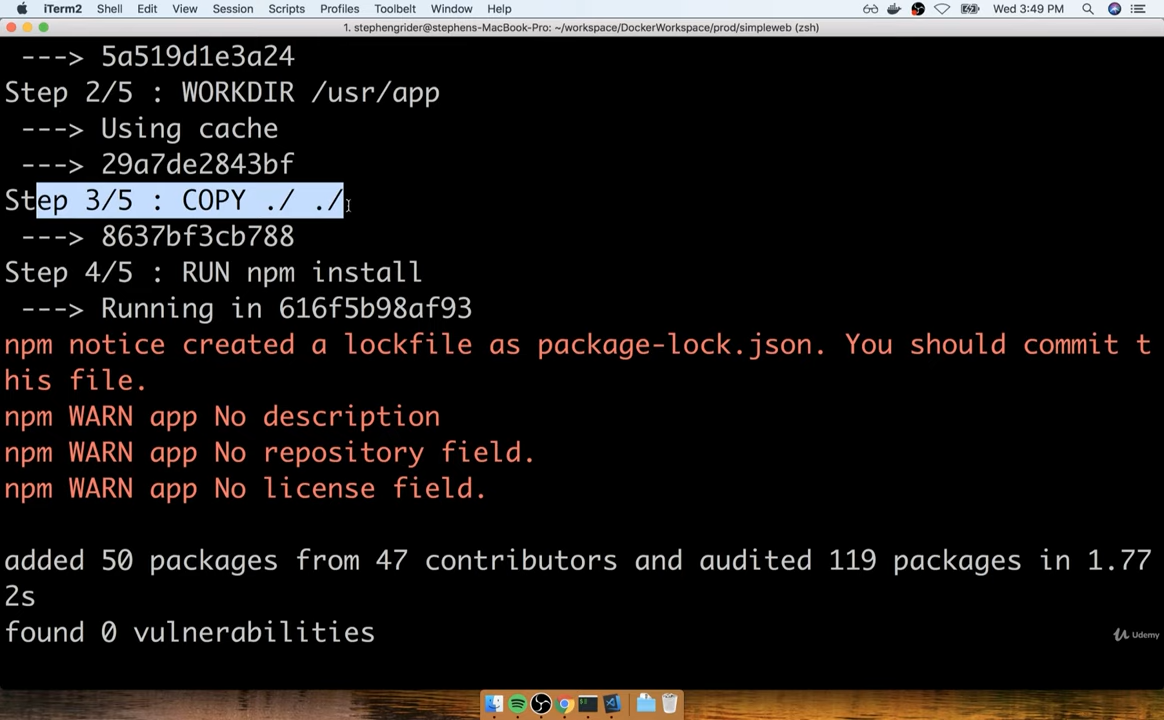 iTerm2 Shell Edit View Session Scripts Profiles Toolbelt Window Help Wed 3:49 PM
1. stephengrider@stephens-MacBook-Pro: ~/workspace/DockerWorkspace/prod/simpleweb (zsh)
---> 5a519d1e3a24
Step 2/5 : WORKDIR /usr/app
---> Using cache
---> 29a7de2843bf
Step 3/5 : COPY ./ ./
---> 8637bf3cb788
Step 4/5 : RUN npm install
---> Running in 616f5b98af93
npm notice created a lockfile as package-lock.json. You should commit t
his file.
npm WARN app No description
npm WARN app No repository field.
npm WARN app No license field.
added 50 packages from 47 contributors and audited 119 packages in 1.77
2s
found 0 vulnerabilities
Udemy